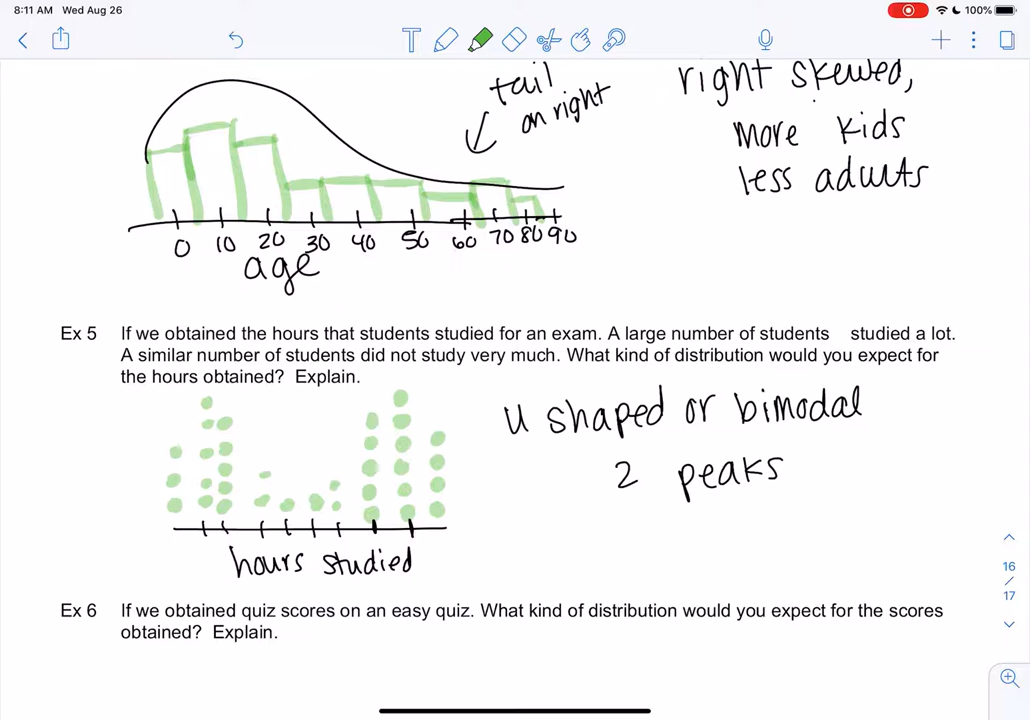 8:11 AM Wed Aug 26
100%
T
tail
on right
right skewed,
more kids
less adults
0 10 20 30 40 50 60 70 80 90
age
Ex 5 If we obtained the hours that students studied for an exam. A large number of students studied a lot.
A similar number of students did not study very much. What kind of distribution would you expect for
the hours obtained? Explain.
u shaped or bimodal
2 peaks
hours studied
16
/
17
Ex 6 If we obtained quiz scores on an easy quiz. What kind of distribution would you expect for the scores
obtained? Explain.